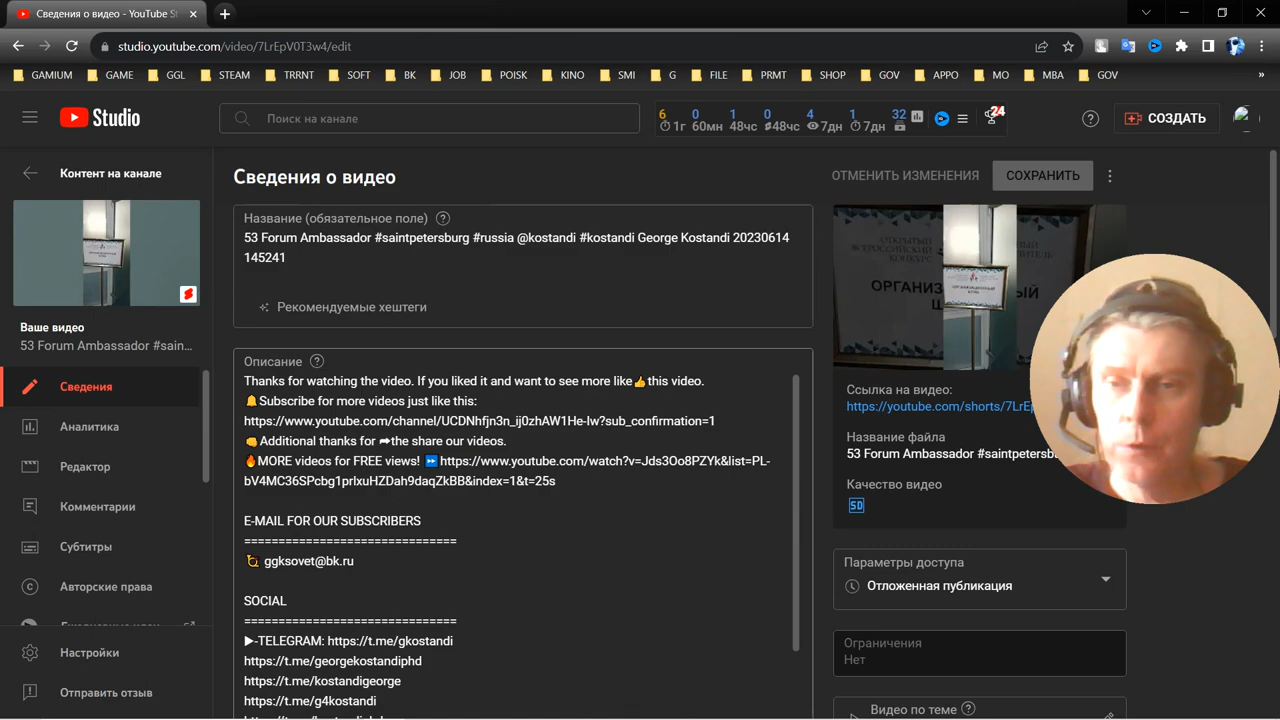 Сведения о видео - YouTube St
studio.youtube.com/video/7LrEpV0T3w4/edit
GAMIUM GAME GGL STEAM TRRNT SOFT BK JOB POISK KINO SMI G FILE PRMT SHOP GOV APPO MO MBA GOV »
Studio
Поиск на канале
6 0 1 0 4 1 32
1г 60мн 48чс 48чс 7дн 7дн
24
СОЗДАТЬ
Контент на канале
Ваше видео
53 Forum Ambassador #sain...
Сведения
Аналитика
Редактор
Комментарии
Субтитры
Авторские права
Настройки
Отправить отзыв
Сведения о видео
ОТМЕНИТЬ ИЗМЕНЕНИЯ
СОХРАНИТЬ
Название (обязательное поле)
53 Forum Ambassador #saintpetersburg #russia @kostandi #kostandi George Kostandi 20230614
145241
Рекомендуемые хештеги
Описание
Thanks for watching the video. If you liked it and want to see more like👍this video.
🔔Subscribe for more videos just like this:
https://www.youtube.com/channel/UCDNhfjn3n_ij0zhAW1He-Iw?sub_confirmation=1
👊Additional thanks for ➦the share our videos.
🔥MORE videos for FREE views! ⏩https://www.youtube.com/watch?v=Jds3Oo8PZYk&list=PL-
bV4MC36SPcbg1prIxuHZDah9daqZkBB&index=1&t=25s
E-MAIL FOR OUR SUBSCRIBERS
==============================
ggksovet@bk.ru
SOCIAL
==============================
▶️-TELEGRAM: https://t.me/gkostandi
https://t.me/georgekostandiphd
https://t.me/kostandigeorge
https://t.me/g4kostandi
ОТКРЫТЫЙ
ВСЕРОССИЙСКИЙ
КОНКУРС
Ссылка на видео:
https://youtube.com/shorts/7LrEp
Название файла
53 Forum Ambassador #saintpetersb
Качество видео
SD
Параметры доступа
Отложенная публикация
Ограничения
Нет
Видео по теме